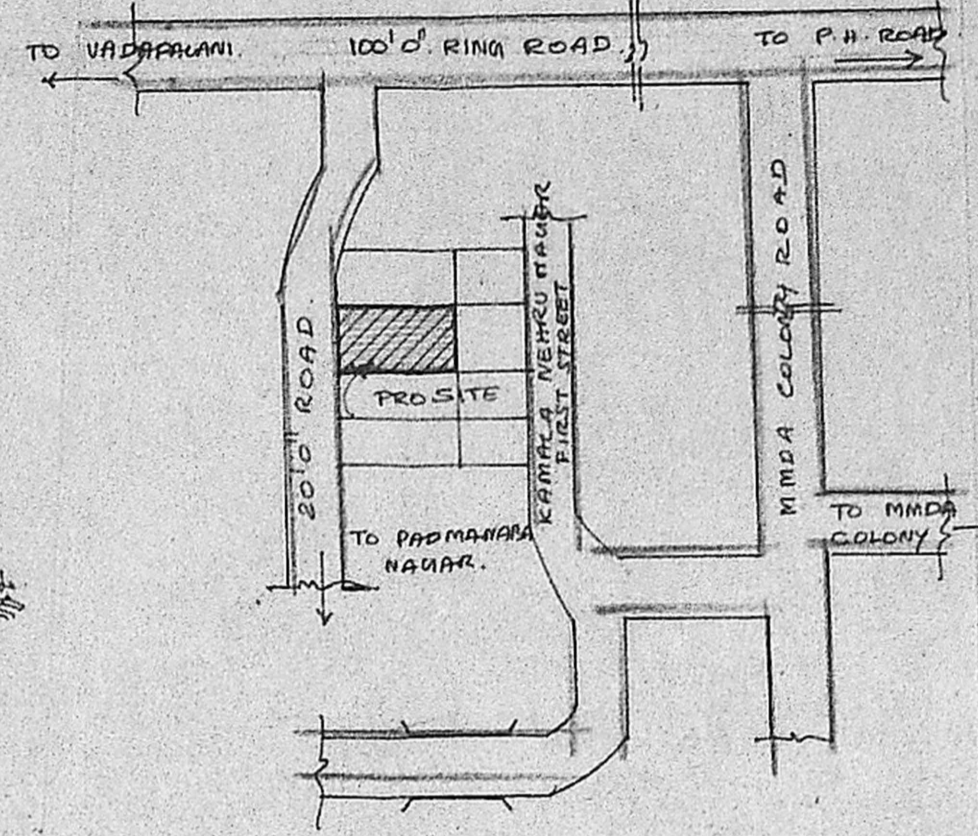 TO VADAPALANI.
100'0". RING ROAD.
TO P.H. ROAD.
20'0" ROAD.
PRO SITE
KAMALA NEHRU NAGAR
FIRST STREET
MMDA COLONY ROAD
TO MMDA
COLONY
TO PADMANABA
NAGAR.